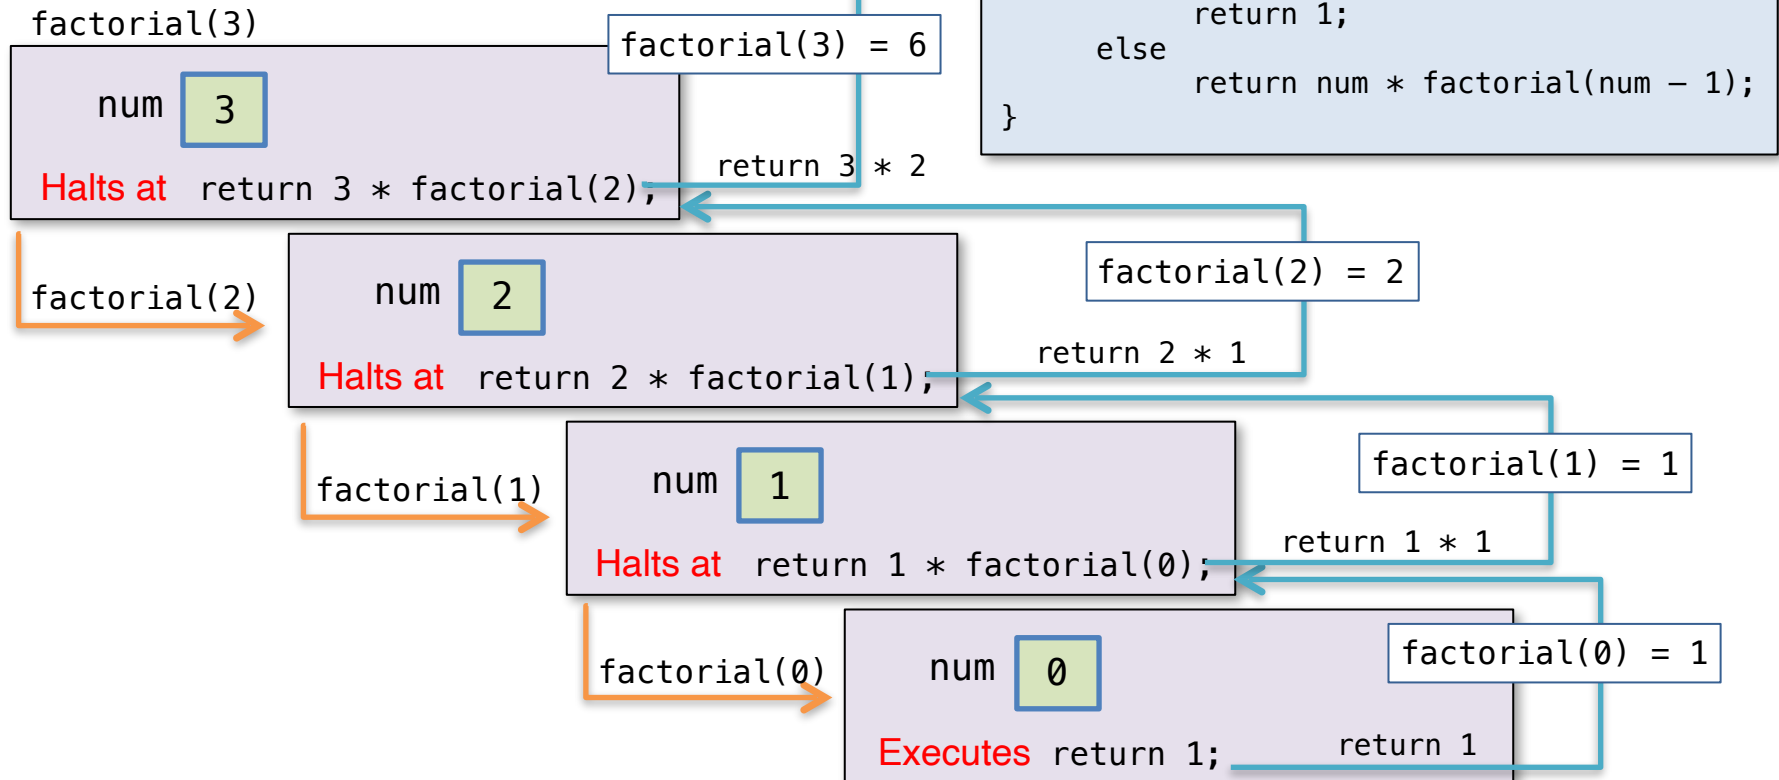 return 1;
else
return num * factorial(num – 1);
}
factorial(3)
factorial(3) = 6
num 3
return 3 * 2
Halts at return 3 * factorial(2);
factorial(2)
num 2
factorial(2) = 2
return 2 * 1
Halts at return 2 * factorial(1);
factorial(1)
num 1
factorial(1) = 1
return 1 * 1
Halts at return 1 * factorial(0);
factorial(0)
num 0
factorial(0) = 1
Executes return 1;
return 1